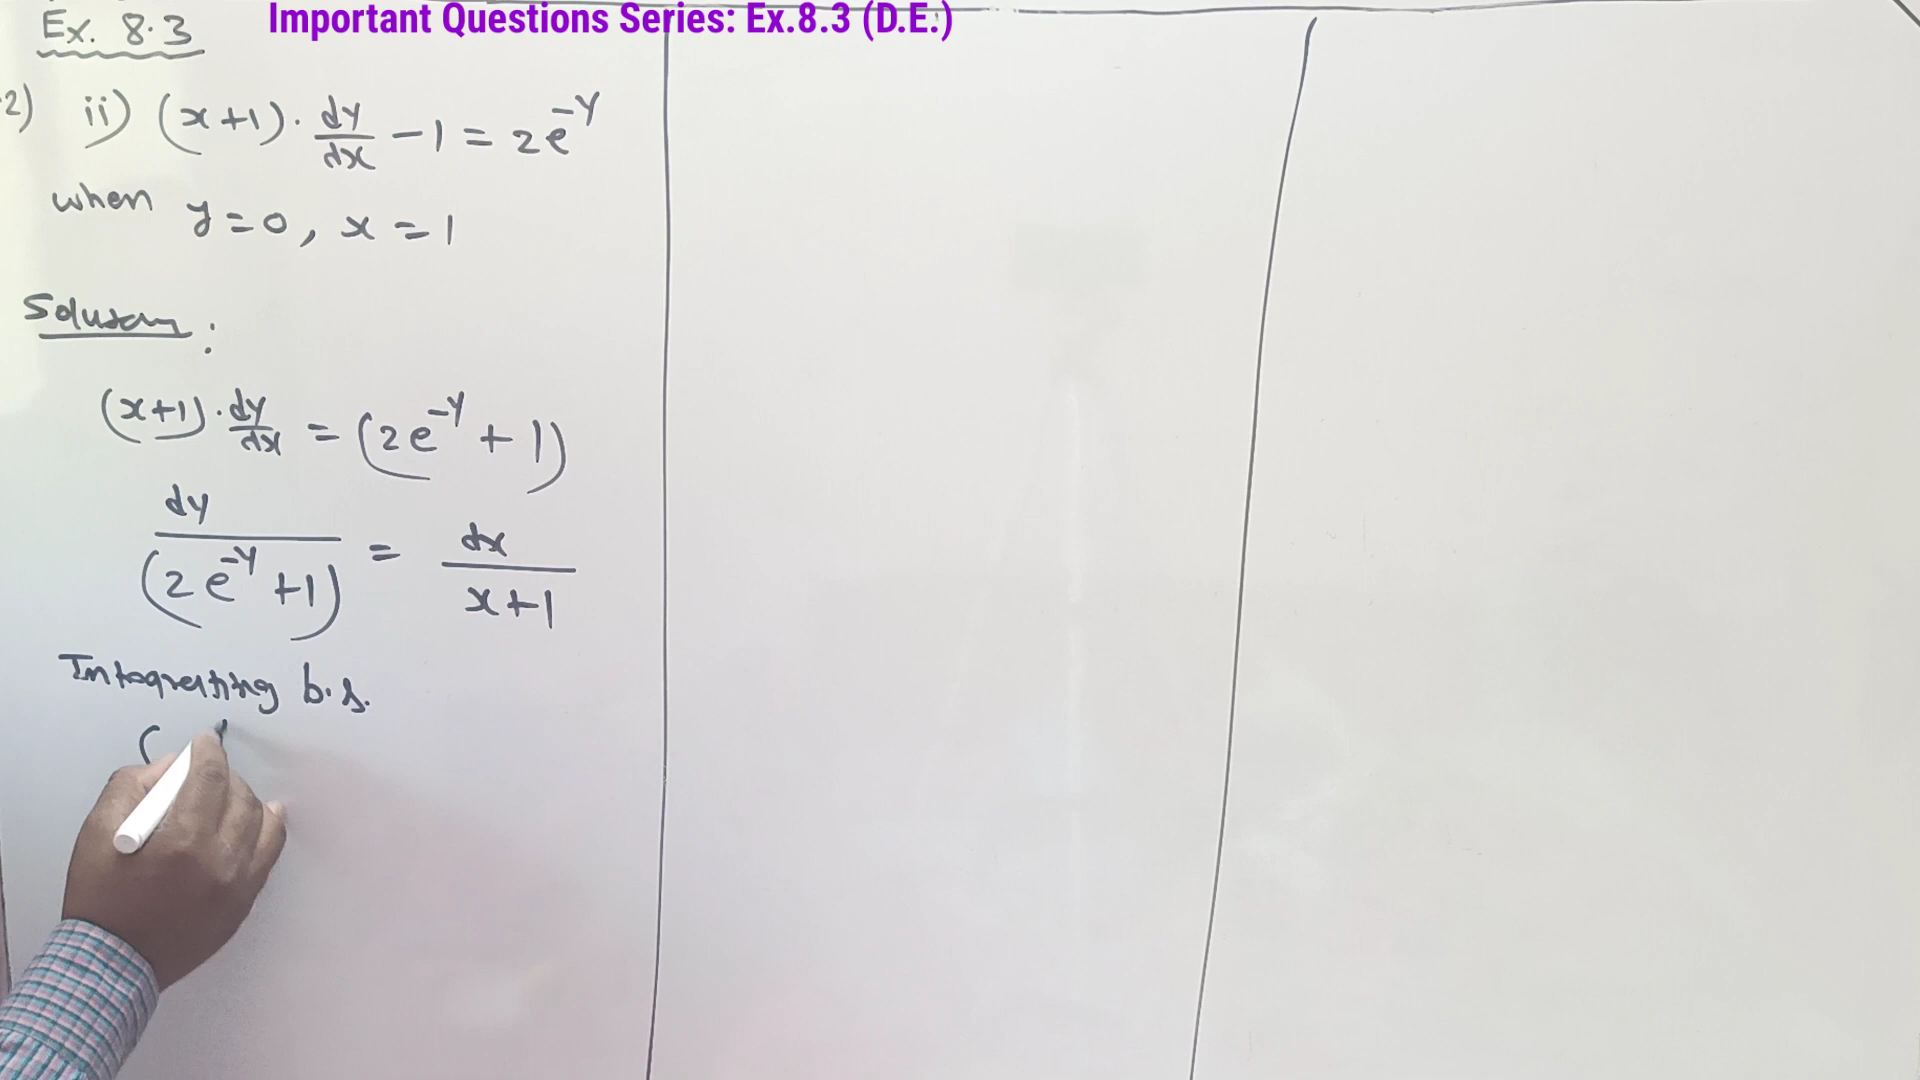 Important Questions Series: Ex.8.3 (D.E.)
Ex. 8.3
2) ii) (x+1)· dy/dx − 1 = 2e^{-y}
when y=0, x=1
Solution:
(x+1)· dy/dx = (2e^{-y} + 1)
dy/(2e^{-y}+1) = dx/(x+1)
Integrating b.s.